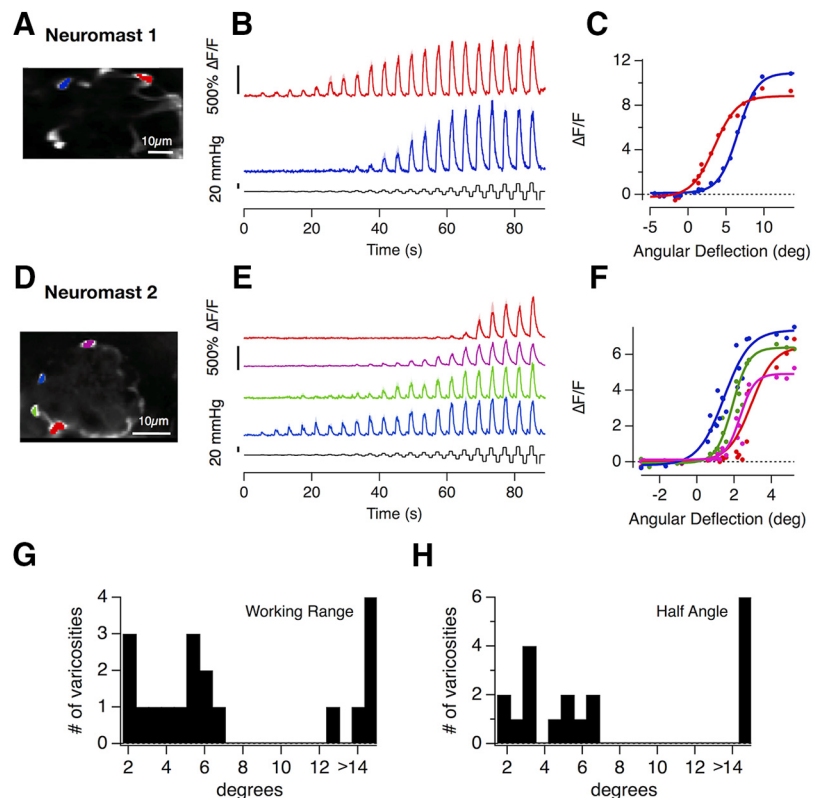 A
Neuromast 1
10µm
B
500% ΔF/F
20 mmHg
0 20 40 60 80
Time (s)
C
12
8
4
0
ΔF/F
-5 0 5 10
Angular Deflection (deg)
D
Neuromast 2
10µm
E
500% ΔF/F
20 mmHg
0 20 40 60 80
Time (s)
F
6
4
2
0
ΔF/F
-2 0 2 4
Angular Deflection (deg)
G
Working Range
4
3
2
1
0
# of varicosities
2 4 6 8 10 12 >14
degrees
H
Half Angle
6
4
2
0
# of varicosities
2 4 6 8 10 12 >14
degrees